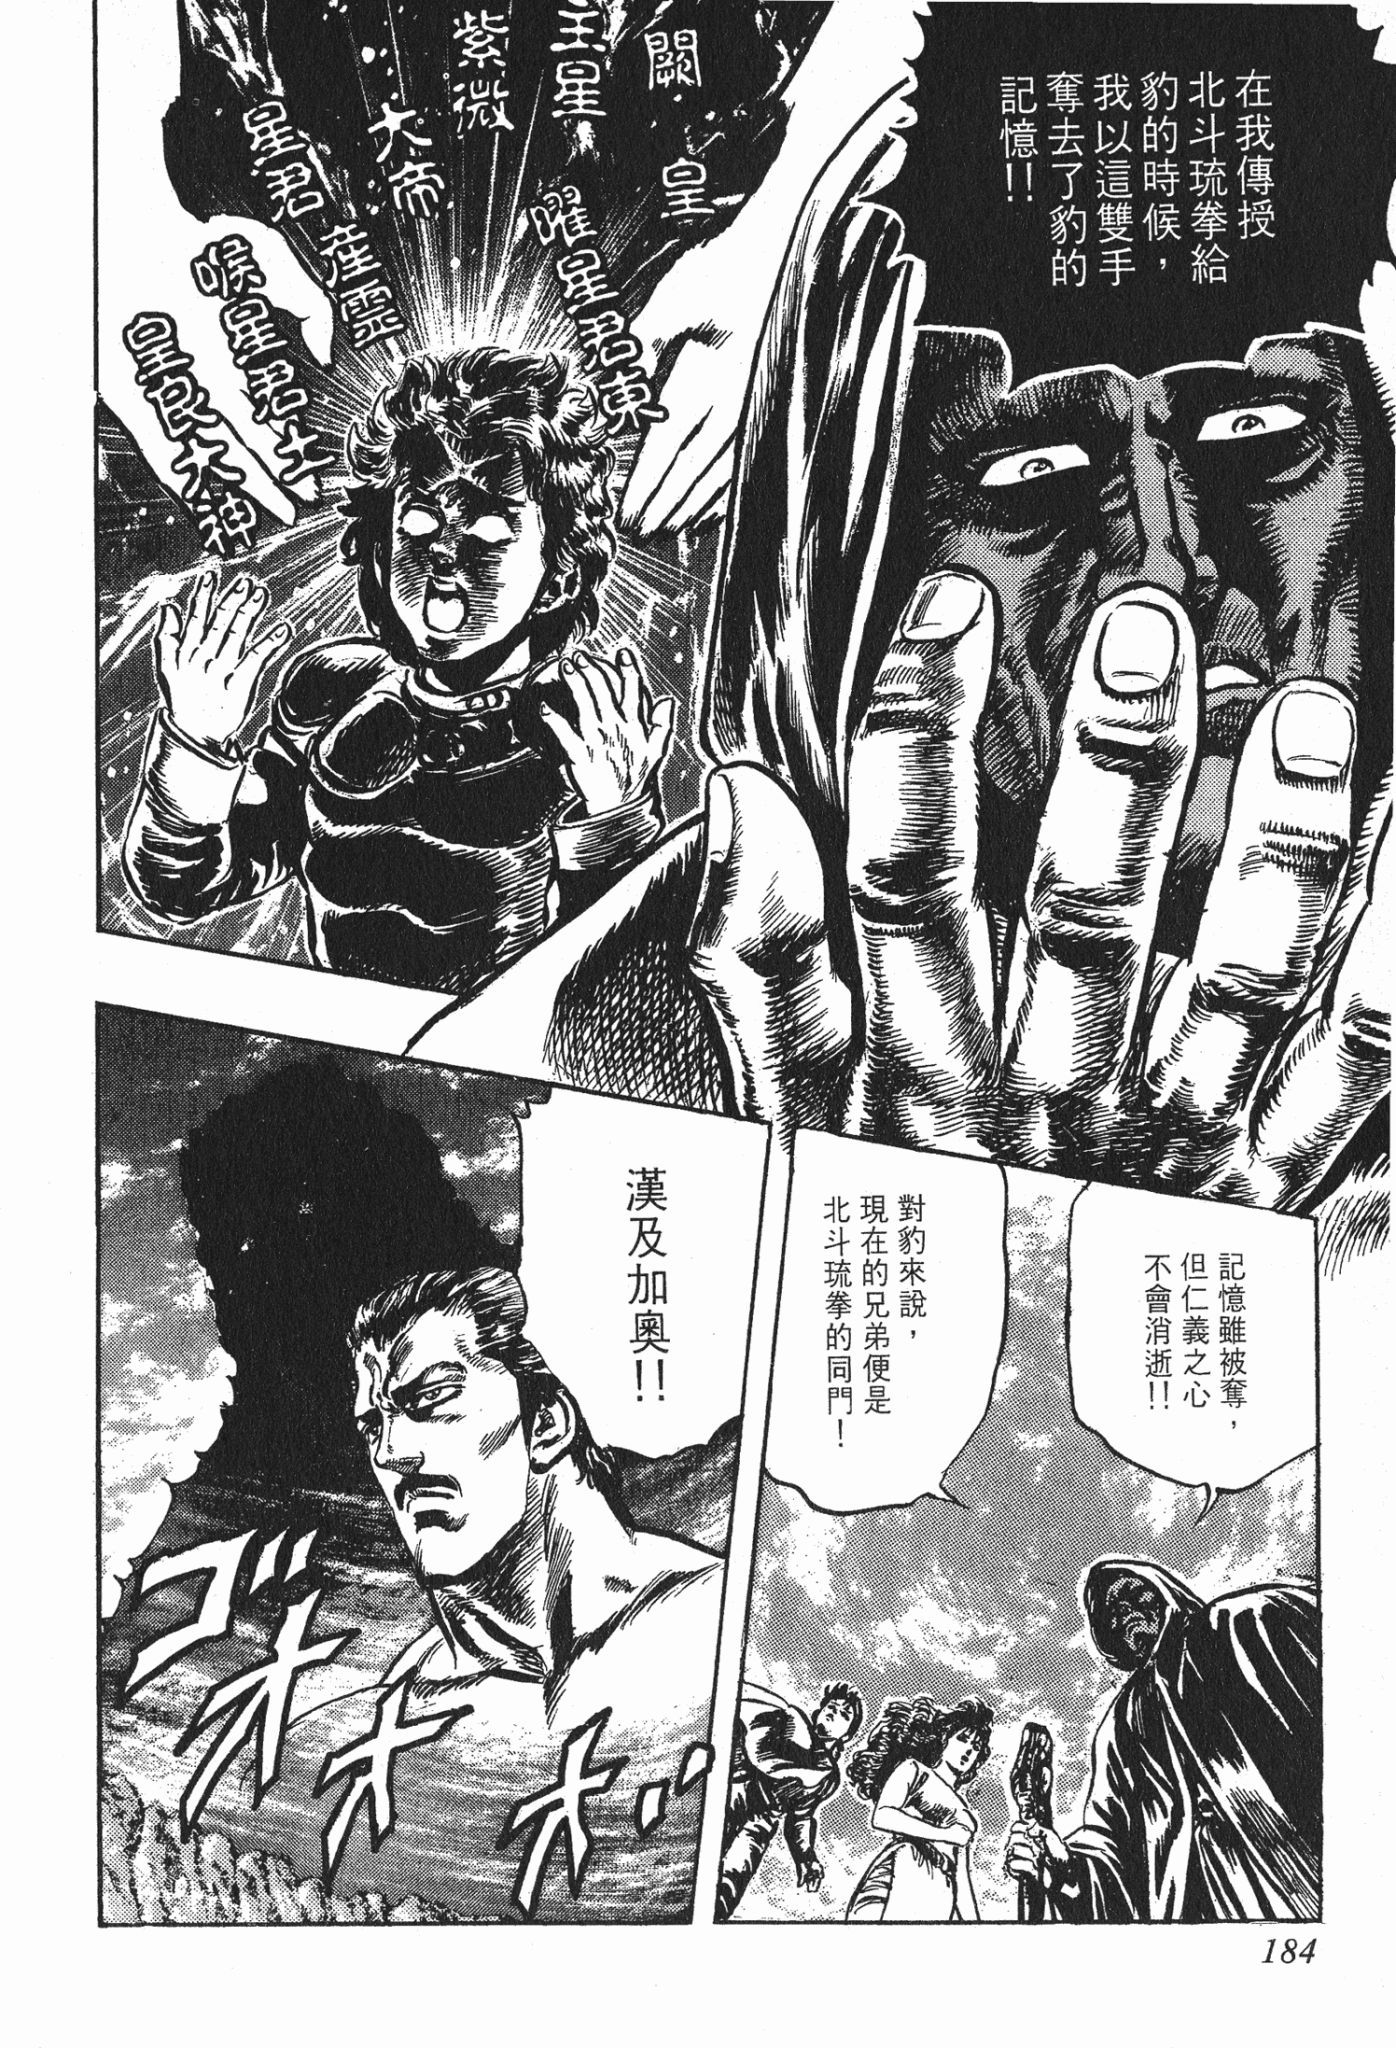 在我傳授
北斗琉拳給
豹的時候，
我以這雙手
奪去了豹的
記憶!!
闕皇
主星
曜星君東
紫微
大帝
産霊
星君
喉星君土
皇良大神
記憶雖被奪，
但仁義之心
不會消逝!!
對豹來說，
現在的兄弟便是
北斗琉拳的同門！
漢及加奧!!
ゴオオオ…
184